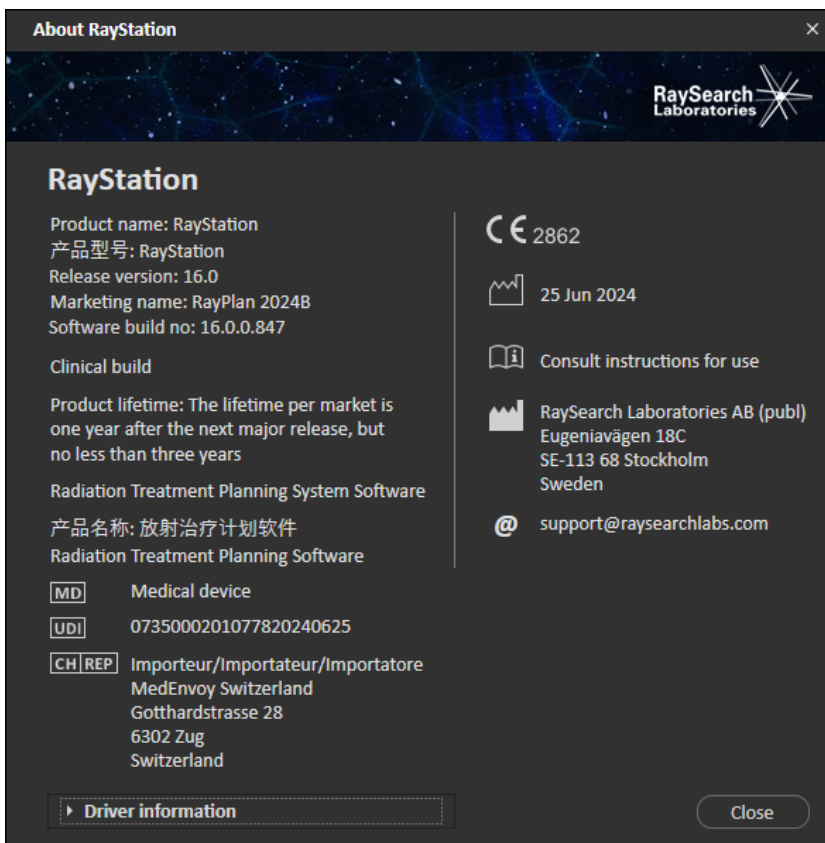 About RayStation
RaySearch
Laboratories
RayStation
Product name: RayStation
产品型号: RayStation
Release version: 16.0
Marketing name: RayPlan 2024B
Software build no: 16.0.0.847
Clinical build
Product lifetime: The lifetime per market is
one year after the next major release, but
no less than three years
Radiation Treatment Planning System Software
产品名称: 放射治疗计划软件
Radiation Treatment Planning Software
MD Medical device
UDI 0735000201077820240625
CH REP Importeur/Importateur/Importatore
MedEnvoy Switzerland
Gotthardstrasse 28
6302 Zug
Switzerland
CE 2862
25 Jun 2024
i Consult instructions for use
RaySearch Laboratories AB (publ)
Eugeniavägen 18C
SE-113 68 Stockholm
Sweden
@ support@raysearchlabs.com
Driver information
Close